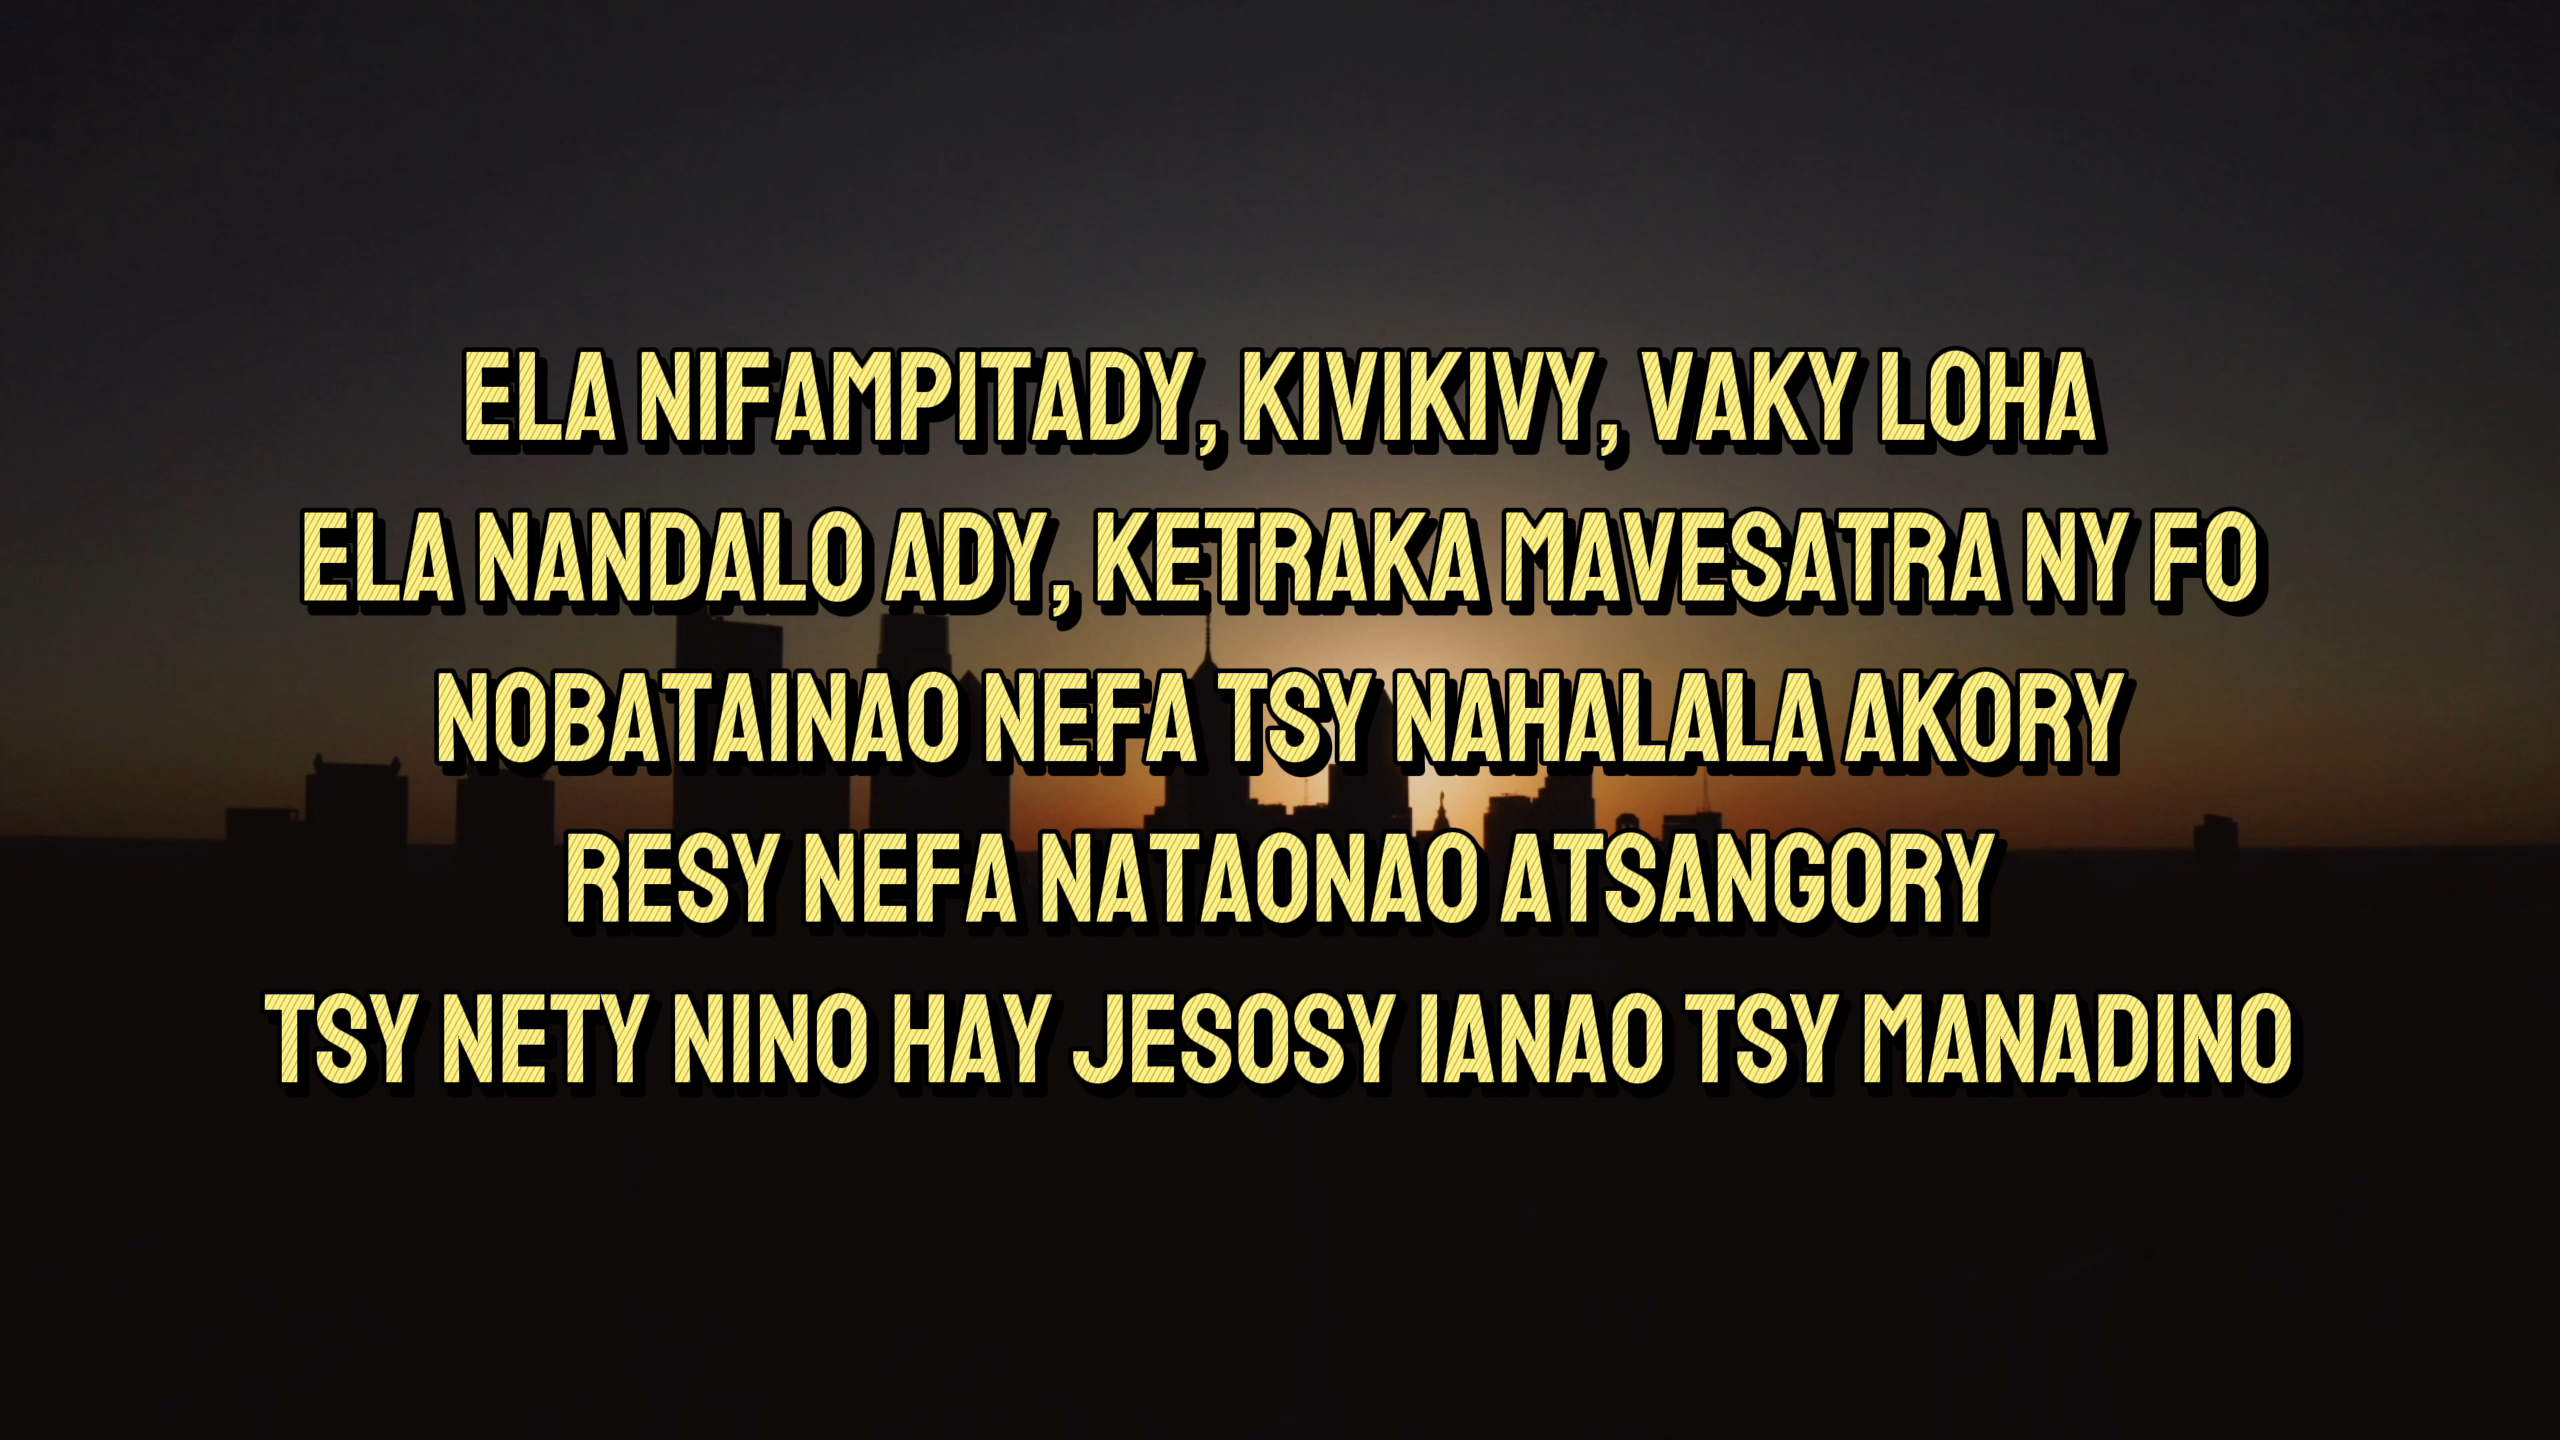 ELA NIFAMPITADY, KIVIKIVY, VAKY LOHA
ELA NANDALO ADY, KETRAKA MAVESATRA NY FO
NOBATAINAO NEFA TSY NAHALALA AKORY
RESY NEFA NATAONAO ATSANGORY
TSY NETY NINO HAY JESOSY IANAO TSY MANADINO